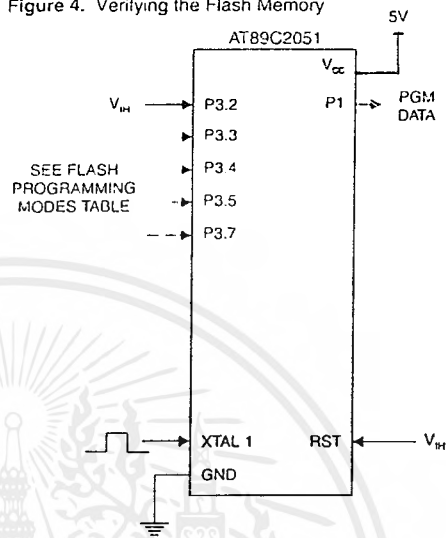 Figure 4. Verifying the Flash Memory
5V
AT89C2051
VCC
VIH
P3.2
P1
PGM
DATA
P3.3
SEE FLASH
PROGRAMMING
MODES TABLE
P3.4
P3.5
P3.7
XTAL 1
RST
VIH
GND